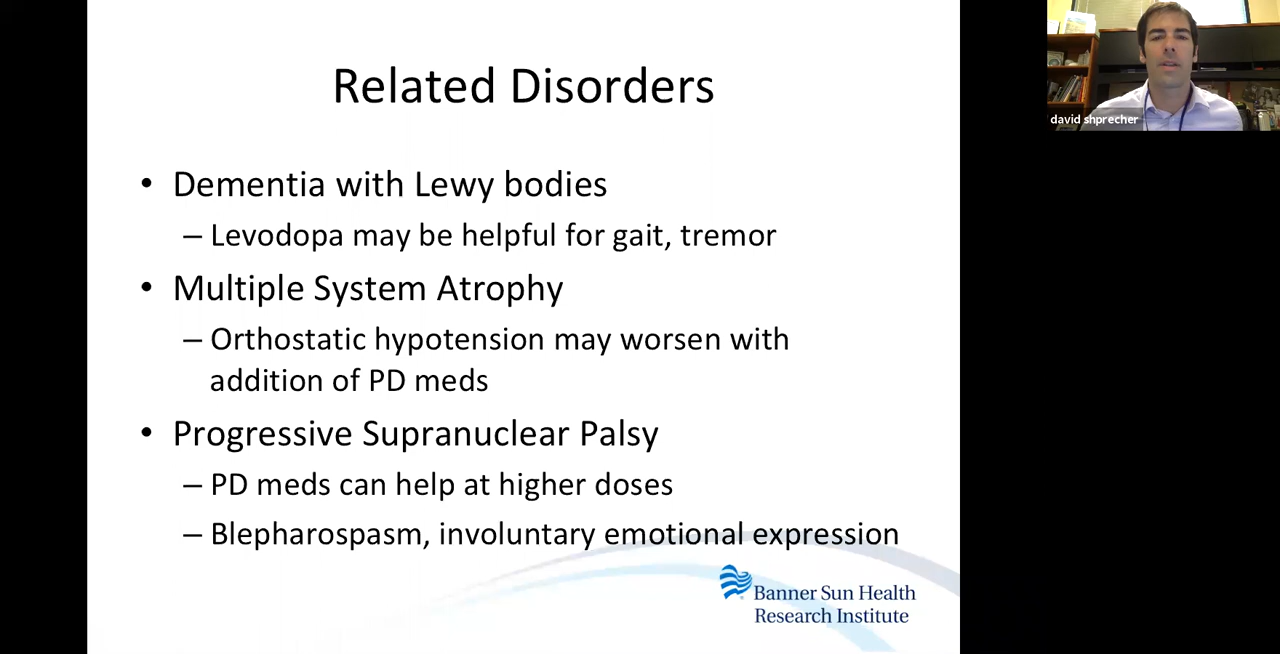 Related Disorders
• Dementia with Lewy bodies
– Levodopa may be helpful for gait, tremor
• Multiple System Atrophy
– Orthostatic hypotension may worsen with
addition of PD meds
• Progressive Supranuclear Palsy
– PD meds can help at higher doses
– Blepharospasm, involuntary emotional expression
Banner Sun Health
Research Institute
david shprecher